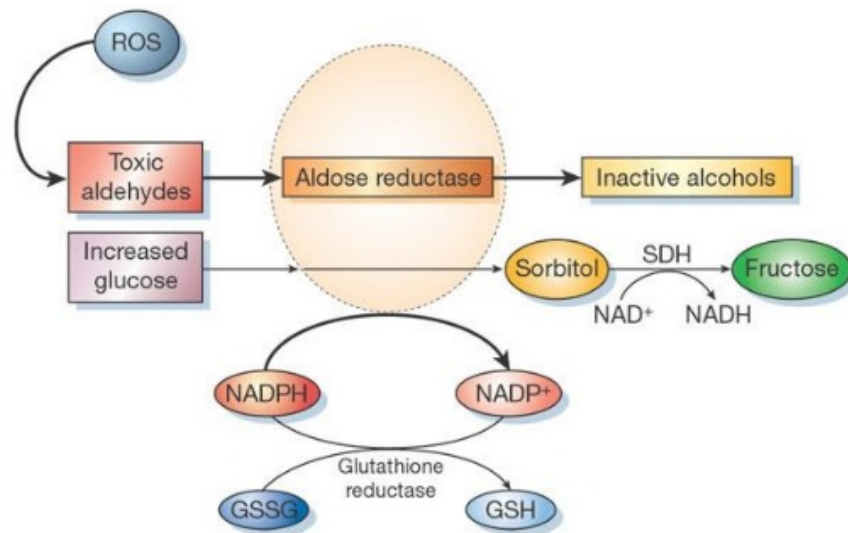 ROS
Toxic
aldehydes
Aldose reductase
Inactive alcohols
Increased
glucose
Sorbitol
SDH
Fructose
NAD⁺
NADH
NADPH
NADP⁺
Glutathione
reductase
GSSG
GSH